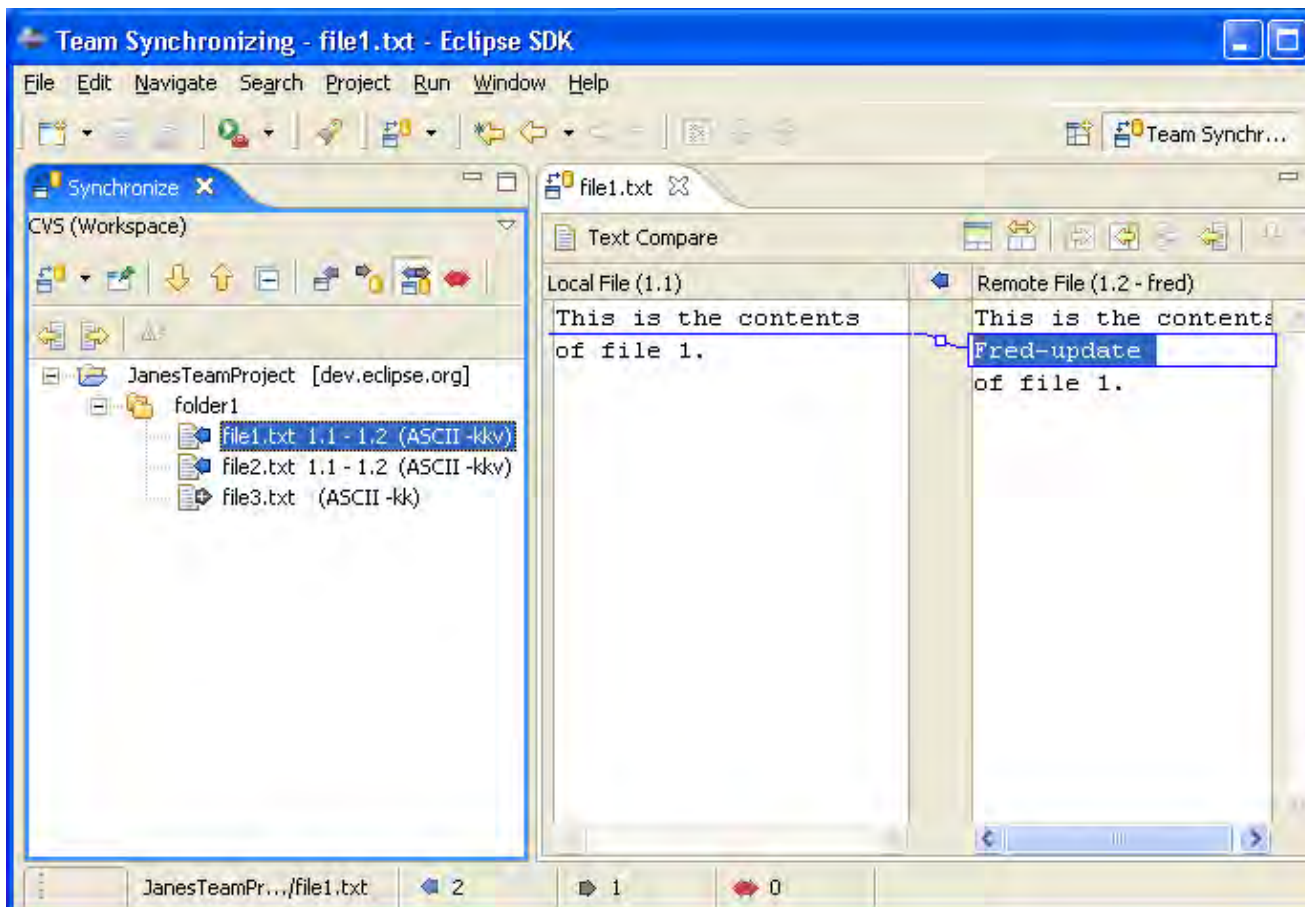 Team Synchronizing - file1.txt - Eclipse SDK
File Edit Navigate Search Project Run Window Help
Team Synchr...
Synchronize
CVS (Workspace)
JanesTeamProject [dev.eclipse.org]
folder1
file1.txt 1.1 - 1.2 (ASCII -kkv)
file2.txt 1.1 - 1.2 (ASCII -kkv)
file3.txt (ASCII -kk)
file1.txt
Text Compare
Local File (1.1)
This is the contents
of file 1.
Remote File (1.2 - fred)
This is the contents
Fred-update
of file 1.
JanesTeamPr.../file1.txt 2 1 0